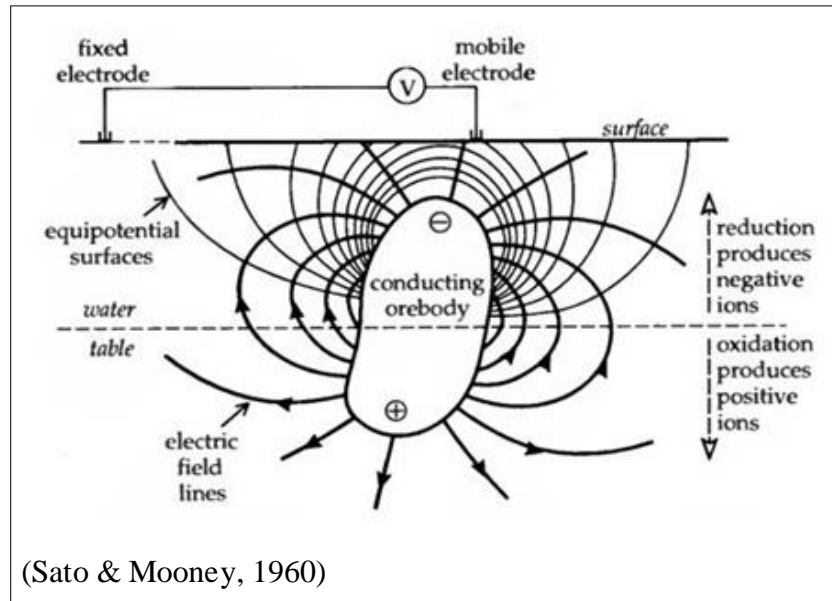 fixed
electrode
V
mobile
electrode
surface
equipotential
surfaces
−
conducting
orebody
reduction
produces
negative
ions
water
table
oxidation
produces
positive
ions
+
electric
field
lines
(Sato & Mooney, 1960)